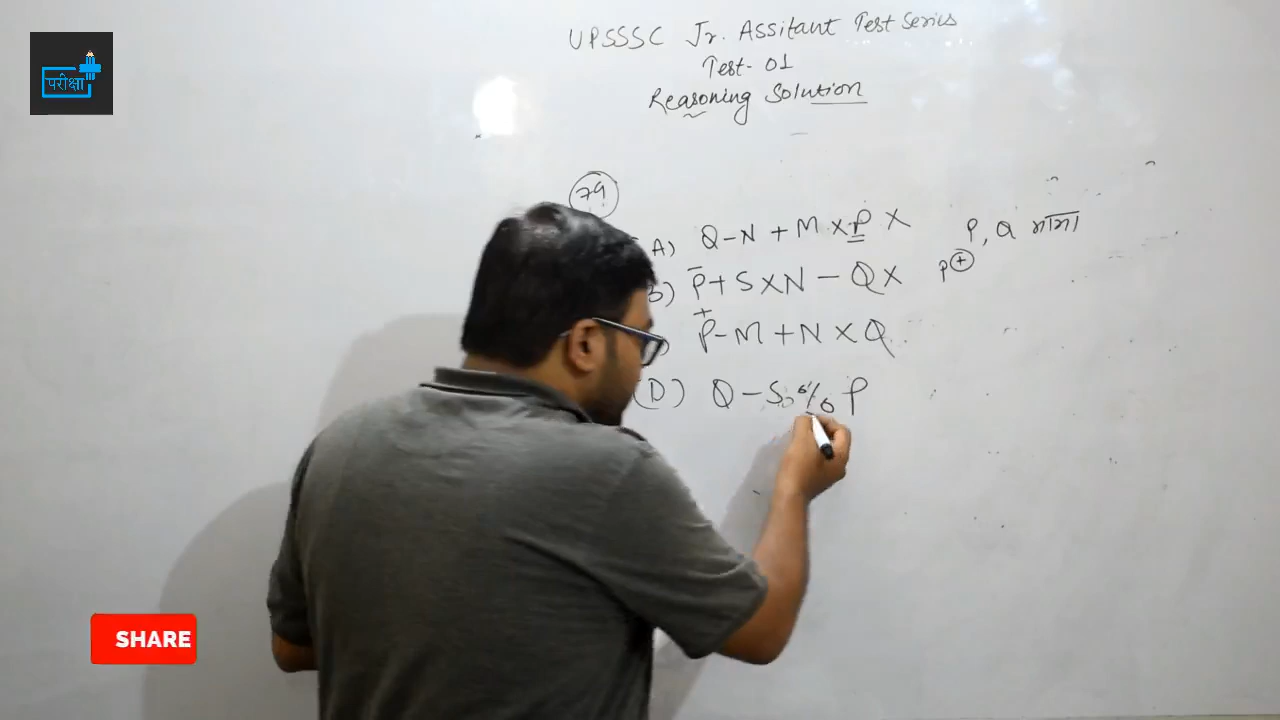 परीक्षा
UPSSSC Jr. Assitant Test Series
Test-01
Reasoning Solution
79
A) Q-N+M×P ×
P, Q नाना
P +
B) P+S×N-Q×
P-M+N×Q
(D) Q-S % P
SHARE